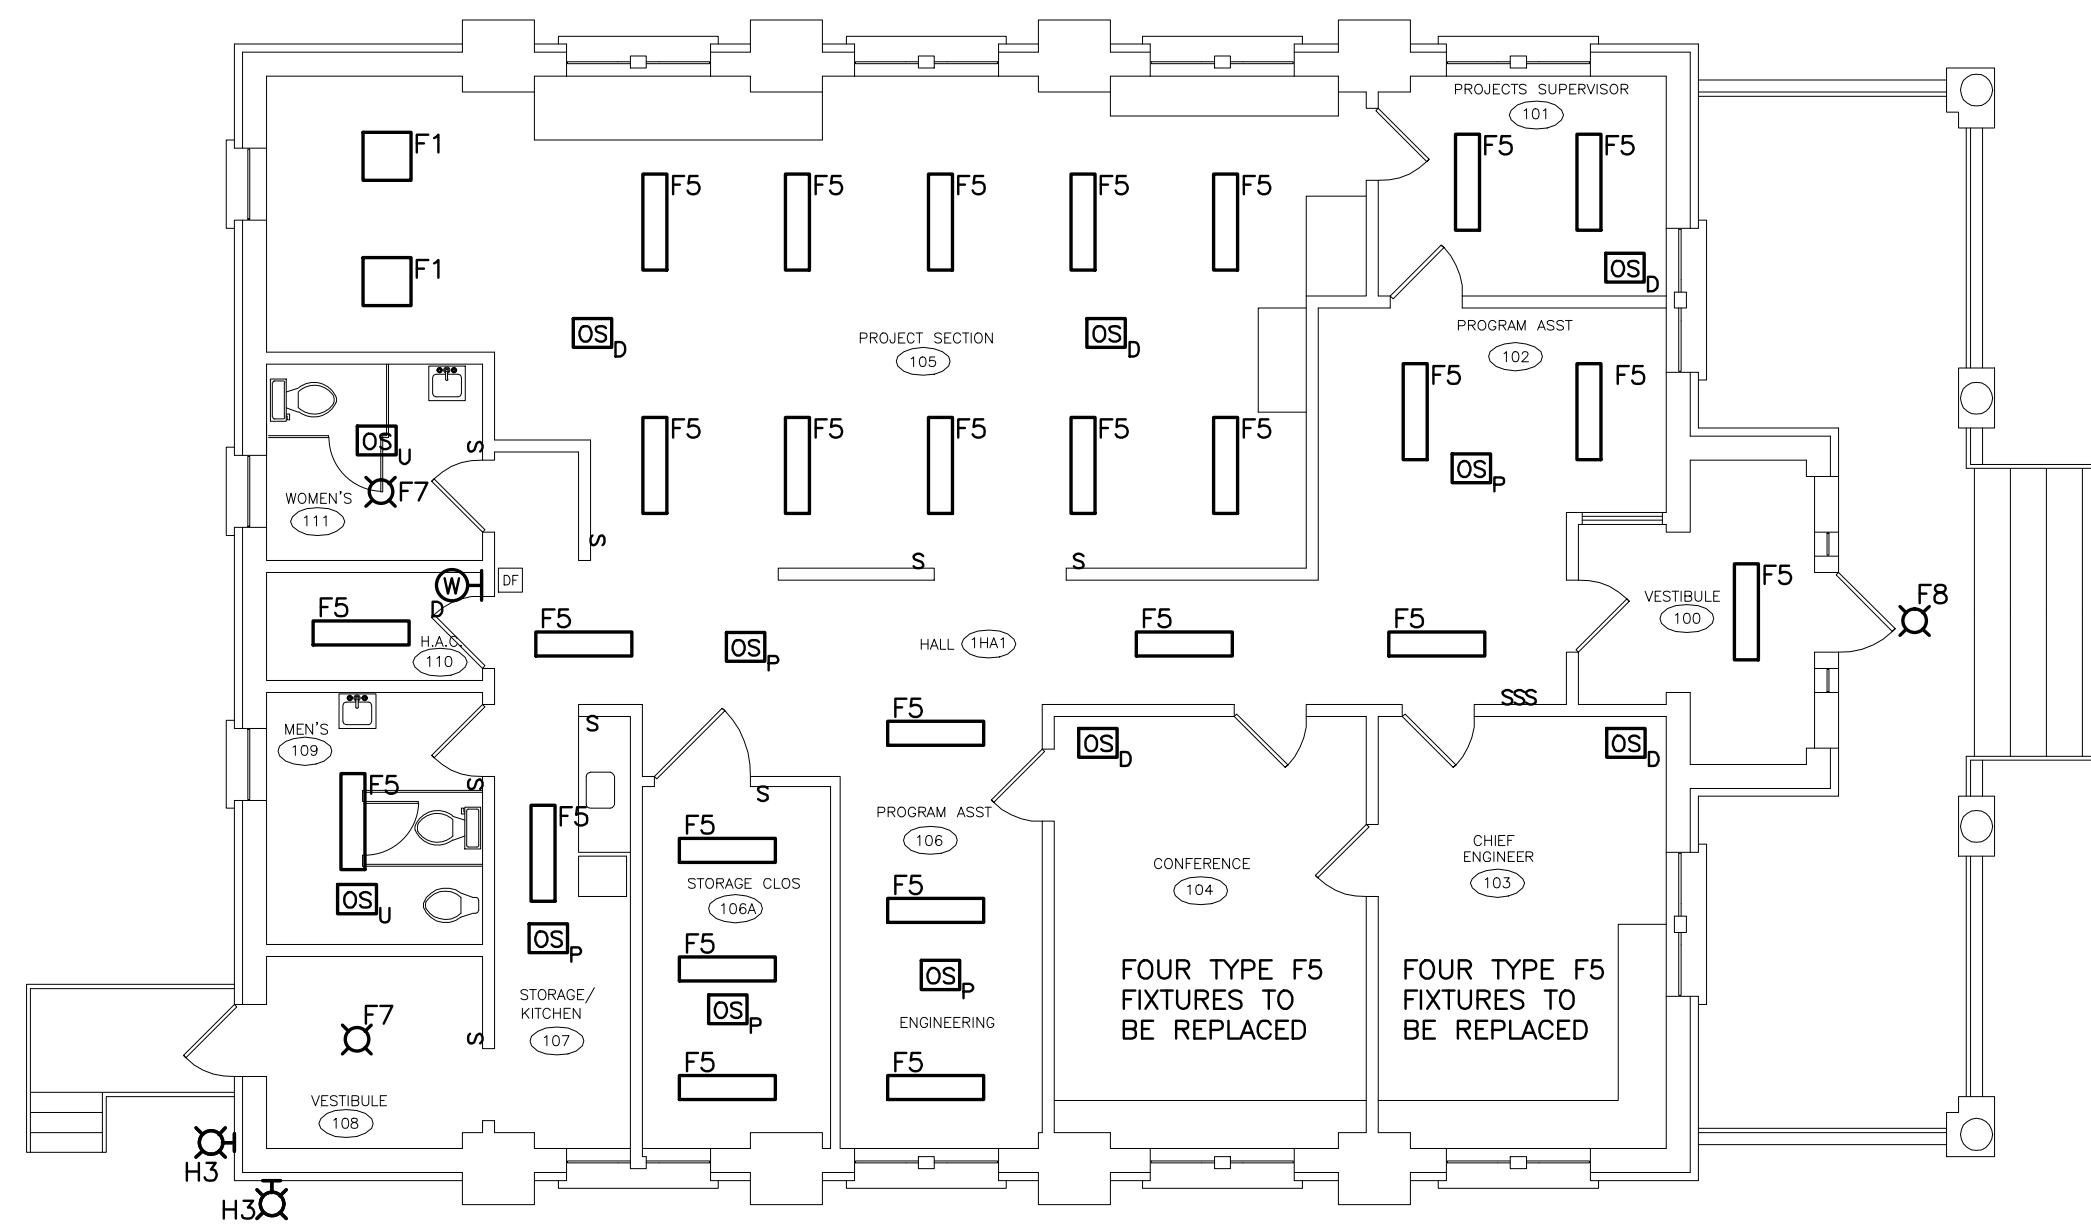 PROJECTS SUPERVISOR
101
F1
F5
F5
F5
F5
F5
F5
F5
F1
OS
D
OS
D
PROJECT SECTION
105
OS
D
PROGRAM ASST
102
F5
F5
OS
P
F5
F5
F5
F5
F5
OS
U
S
F7
WOMEN'S
111
S
S
S
W
D
DF
F5
H.A.C.
110
F5
OS
P
HALL 1HA1
F5
F5
VESTIBULE
100
F5
F8
SSS
MEN'S
109
F5
S
OS
U
S
F5
OS
P
STORAGE/
KITCHEN
107
S
F5
STORAGE CLOS
106A
F5
OS
P
F5
F5
PROGRAM ASST
106
F5
OS
P
ENGINEERING
F5
OS
D
CONFERENCE
104
FOUR TYPE F5
FIXTURES TO
BE REPLACED
OS
D
CHIEF
ENGINEER
103
FOUR TYPE F5
FIXTURES TO
BE REPLACED
F7
S
VESTIBULE
108
H3
H3